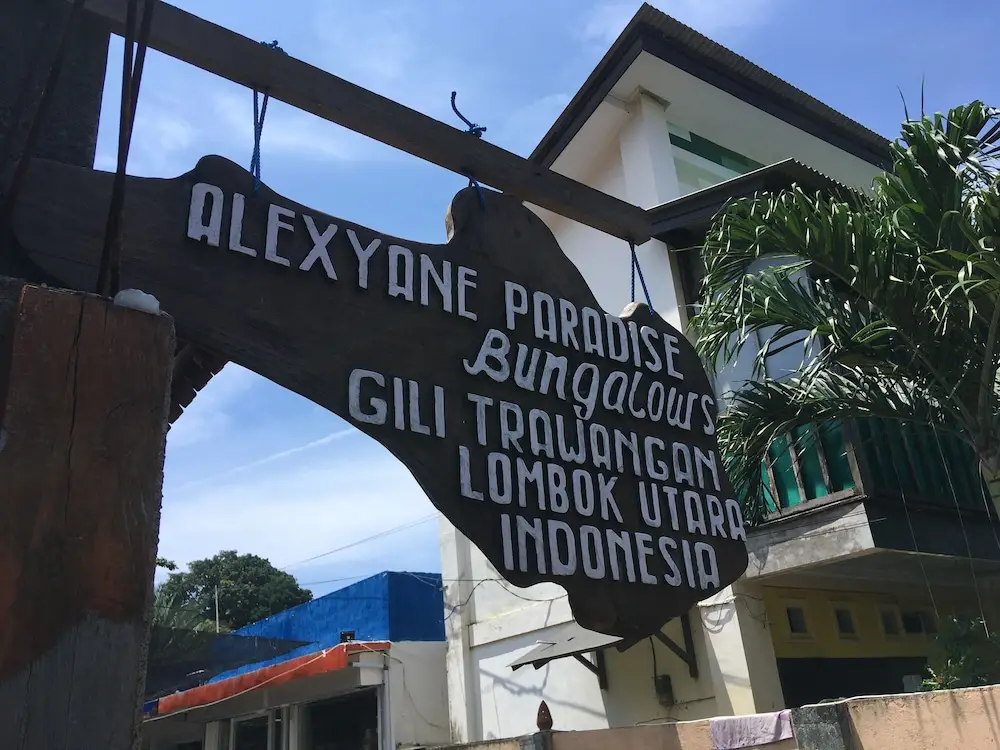 ALEXYANE PARADISE
Bungalows
GILI TRAWANGAN
LOMBOK UTARA
INDONESIA